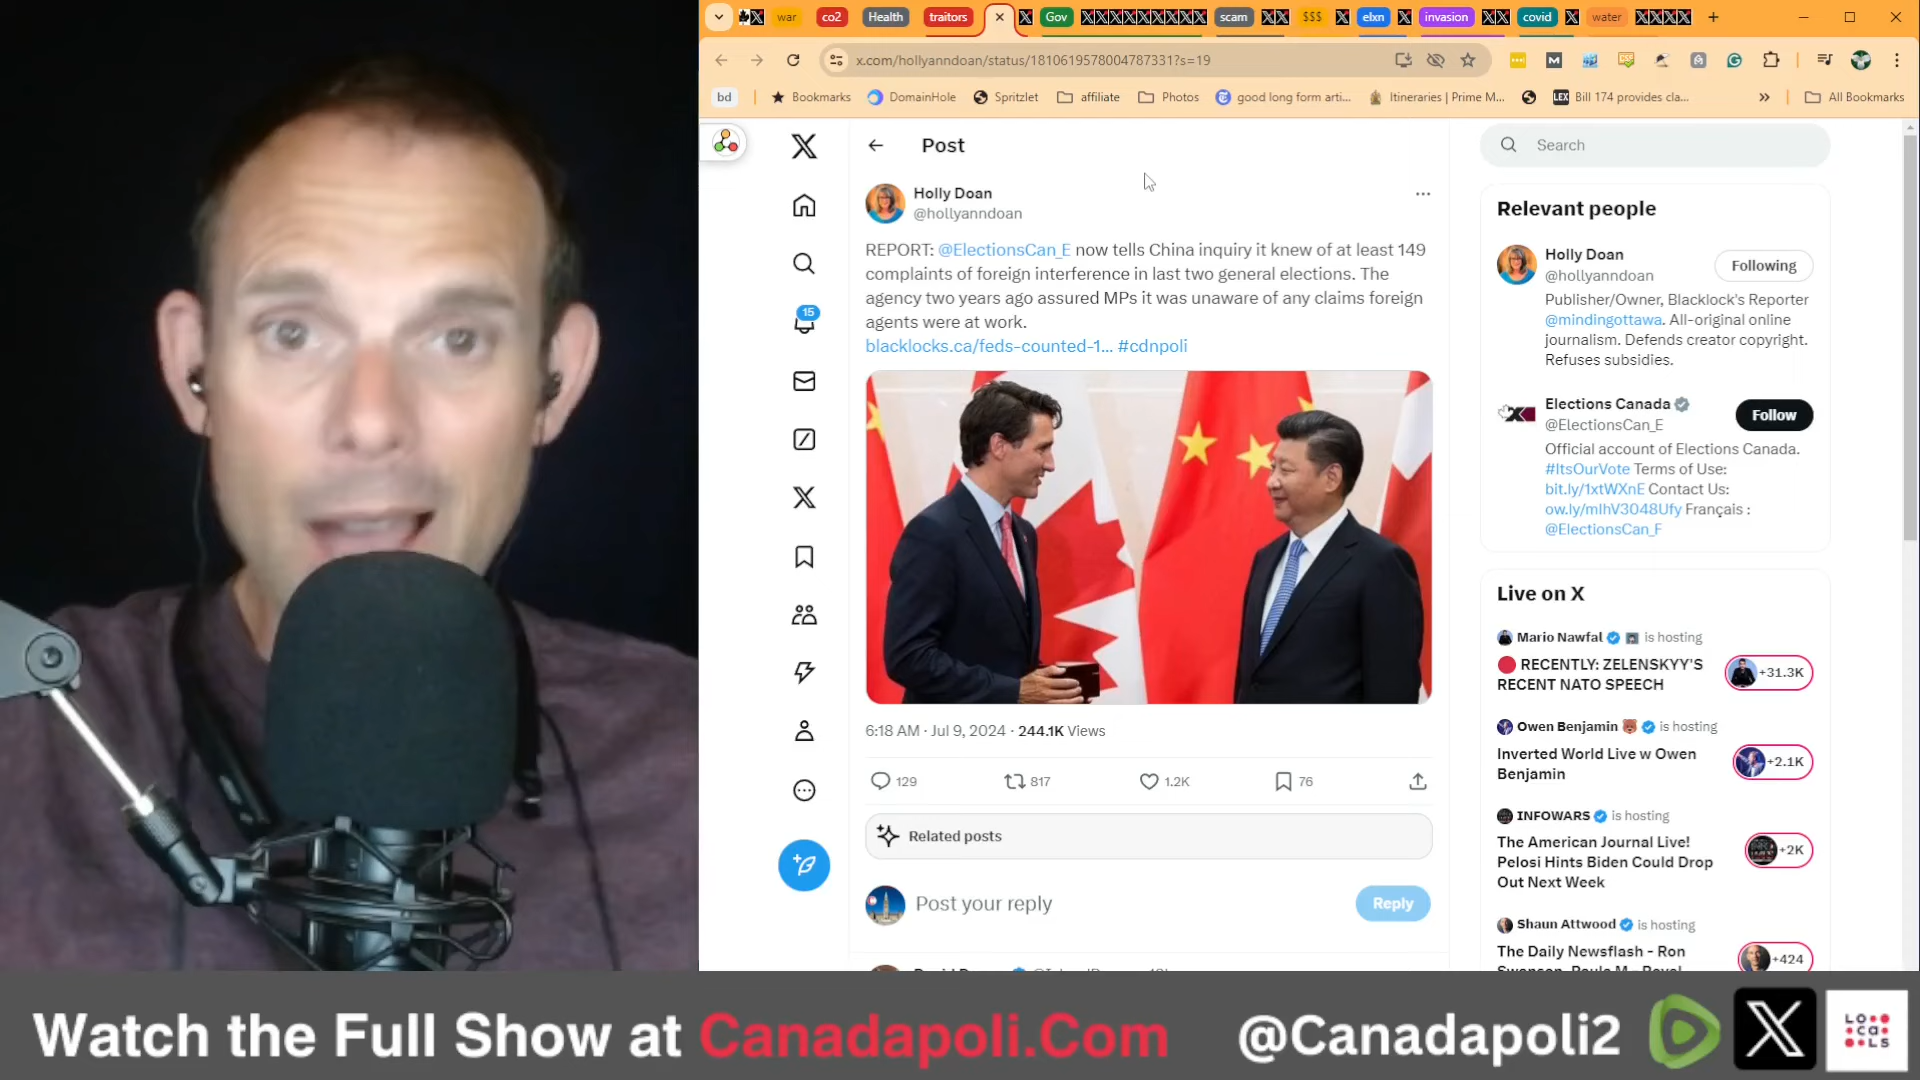 war
co2
Health
traitors
Gov
scam
$$$
elxn
invasion
covid
water
x.com/hollyanndoan/status/1810619578004787331?s=19
bd
Bookmarks
DomainHole
Spritzlet
affiliate
Photos
good long form arti...
Itineraries | Prime M...
LEX
Bill 174 provides cla...
All Bookmarks
Post
Search
Holly Doan
@hollyanndoan
REPORT: @ElectionsCan_E now tells China inquiry it knew of at least 149
complaints of foreign interference in last two general elections. The
agency two years ago assured MPs it was unaware of any claims foreign
agents were at work.
blacklocks.ca/feds-counted-1... #cdnpoli
6:18 AM · Jul 9, 2024 · 244.1K Views
129
817
1.2K
76
Related posts
Post your reply
Reply
15
Relevant people
Holly Doan
@hollyanndoan
Following
Publisher/Owner, Blacklock's Reporter
@mindingottawa. All-original online
journalism. Defends creator copyright.
Refuses subsidies.
Elections Canada
@ElectionsCan_E
Follow
Official account of Elections Canada.
#ItsOurVote Terms of Use:
bit.ly/1xtWXnE Contact Us:
ow.ly/mIhV3048Ufy Français :
@ElectionsCan_F
Live on X
Mario Nawfal is hosting
RECENTLY: ZELENSKYY'S
RECENT NATO SPEECH
+31.3K
Owen Benjamin is hosting
Inverted World Live w Owen
Benjamin
+2.1K
INFOWARS is hosting
The American Journal Live!
Pelosi Hints Biden Could Drop
Out Next Week
+2K
Shaun Attwood is hosting
The Daily Newsflash - Ron
+424
Watch the Full Show at Canadapoli.Com
@Canadapoli2
LO
CA
LS